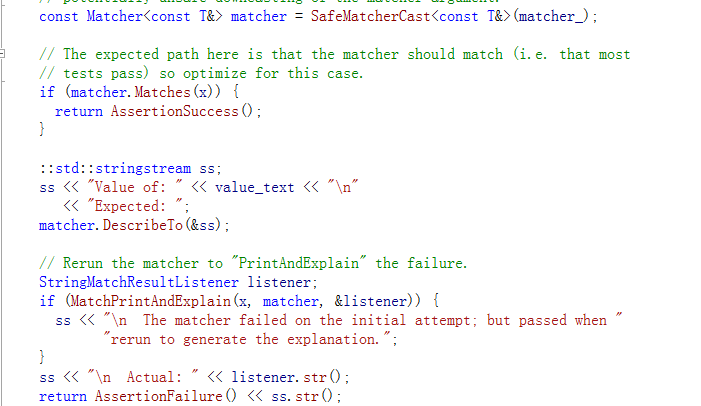 const Matcher<const T&> matcher = SafeMatcherCast<const T&>(matcher_);
// The expected path here is that the matcher should match (i.e. that most
// tests pass) so optimize for this case.
if (matcher.Matches(x)) {
return AssertionSuccess();
}
::std::stringstream ss;
ss << "Value of: " << value_text << "\n"
<< "Expected: ";
matcher.DescribeTo(&ss);
// Rerun the matcher to "PrintAndExplain" the failure.
StringMatchResultListener listener;
if (MatchPrintAndExplain(x, matcher, &listener)) {
ss << "\n  The matcher failed on the initial attempt; but passed when "
"rerun to generate the explanation.";
}
ss << "\n  Actual: " << listener.str();
return AssertionFailure() << ss.str();